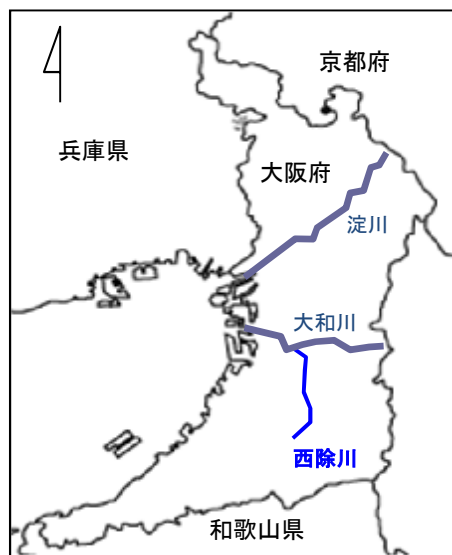 京都府
兵庫県
大阪府
淀川
大和川
西除川
和歌山県